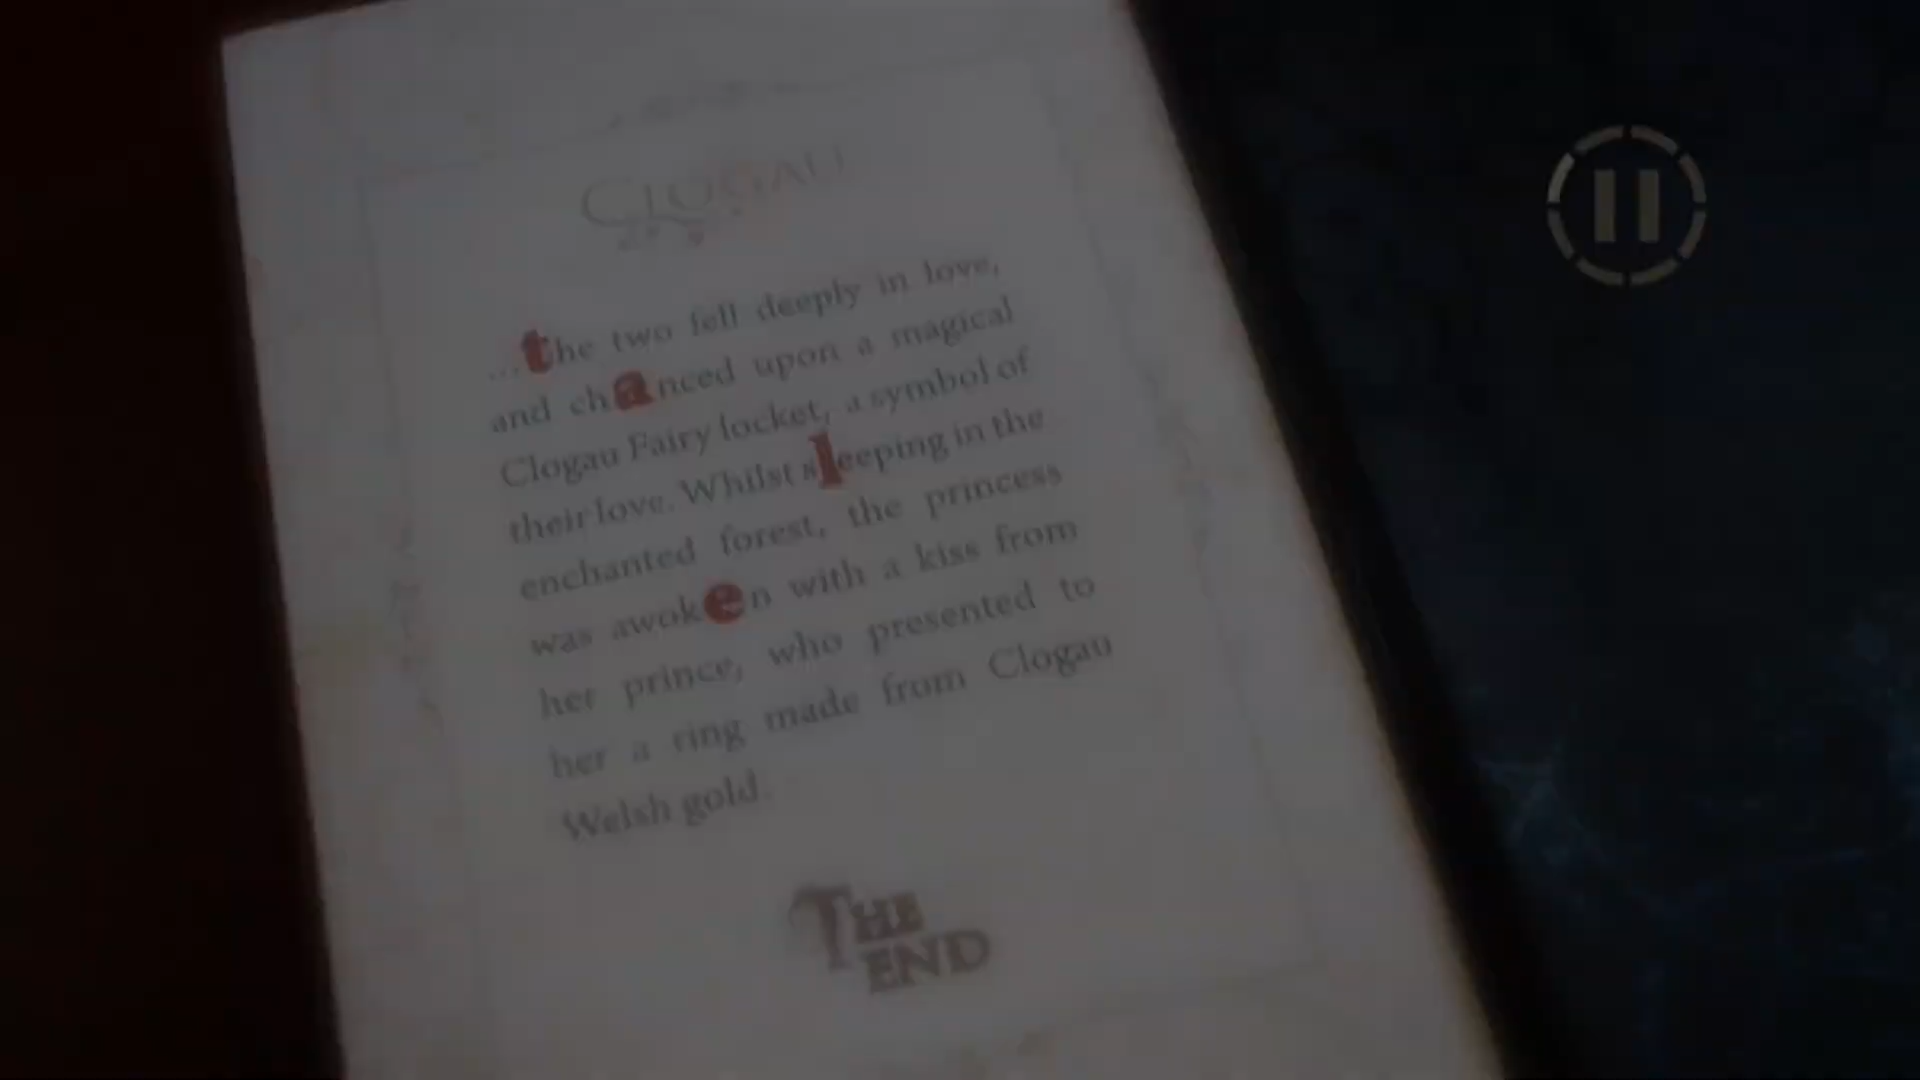 CLOGAU
...the two fell deeply in love,
and chanced upon a magical
Clogau Fairy locket, a symbol of
their love. Whilst sleeping in the
enchanted forest, the princess
was awoken with a kiss from
her prince, who presented to
her a ring made from Clogau
Welsh gold.
THE
END